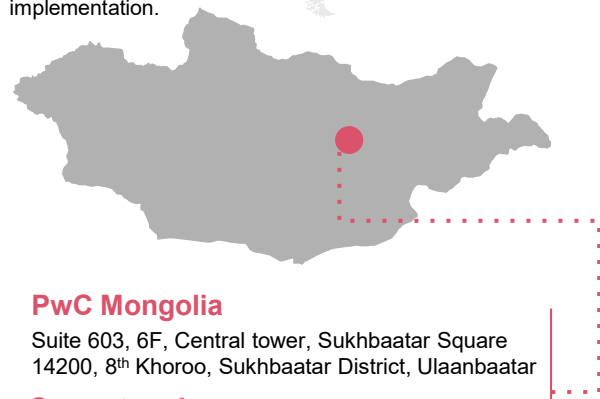 implementation.
PwC Mongolia
Suite 603, 6F, Central tower, Sukhbaatar Square
14200, 8th Khoroo, Sukhbaatar District, Ulaanbaatar